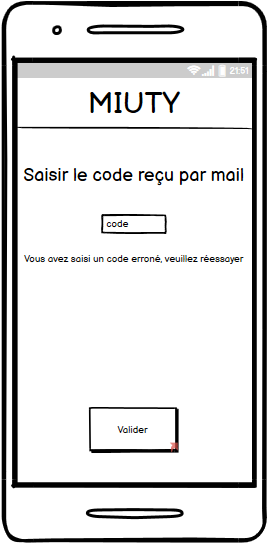 21:51
MIUTY
Saisir le code reçu par mail
code
Vous avez saisi un code erroné, veuillez réessayer
Valider